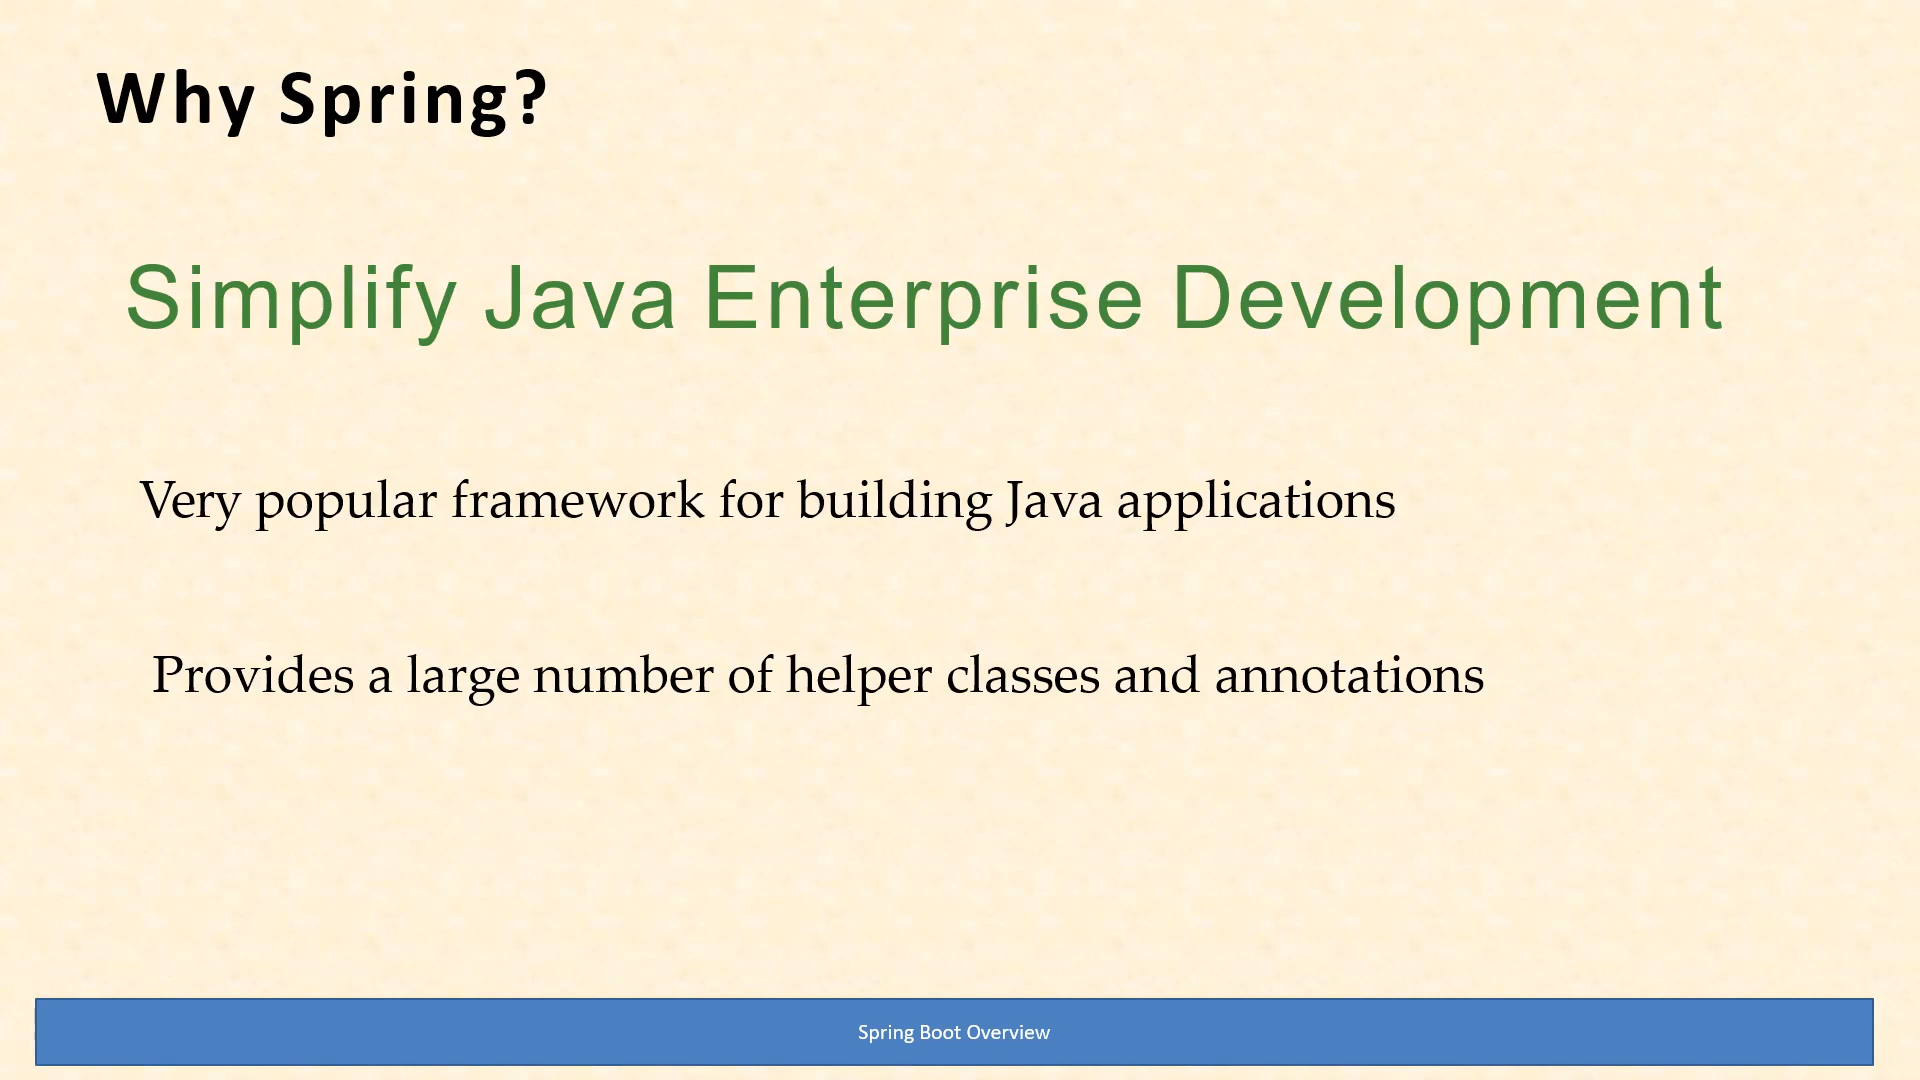 Why Spring?
Simplify Java Enterprise Development
Very popular framework for building Java applications
Provides a large number of helper classes and annotations
Spring Boot Overview